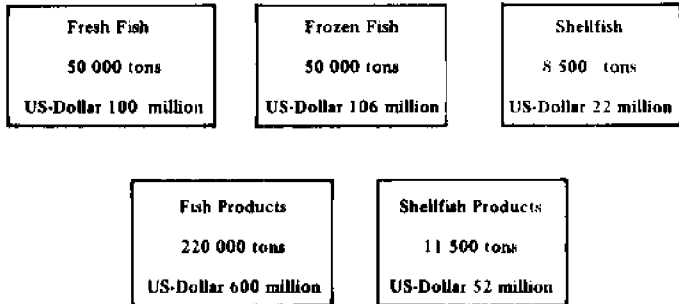 Fresh Fish
50 000 tons
US-Dollar 100 million
Frozen Fish
50 000 tons
US-Dollar 106 million
Shellfish
8 500 tons
US-Dollar 22 million
Fish Products
220 000 tons
US-Dollar 600 million
Shellfish Products
11 500 tons
US-Dollar 52 million